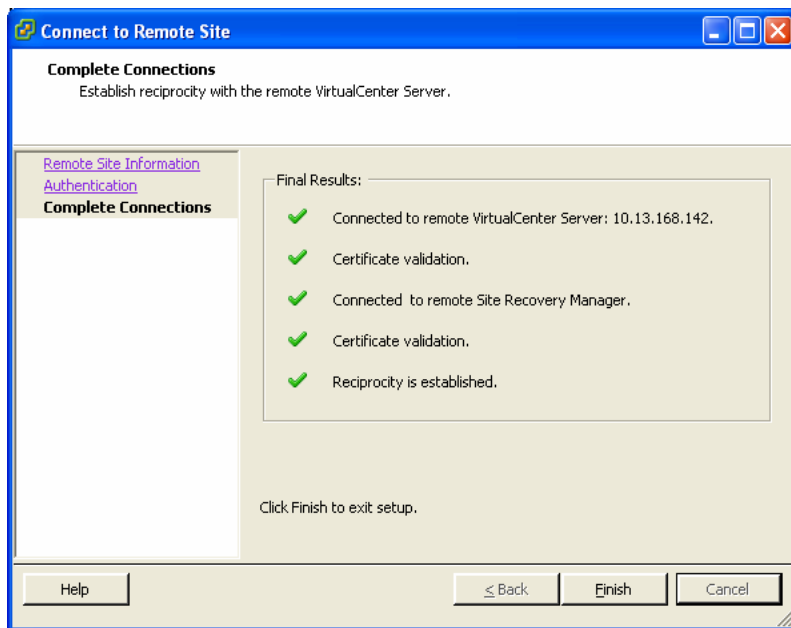 Connect to Remote Site
Complete Connections
Establish reciprocity with the remote VirtualCenter Server.
Remote Site Information
Authentication
Complete Connections
Final Results:
Connected to remote VirtualCenter Server: 10.13.168.142.
Certificate validation.
Connected to remote Site Recovery Manager.
Certificate validation.
Reciprocity is established.
Click Finish to exit setup.
Help
< Back
Finish
Cancel